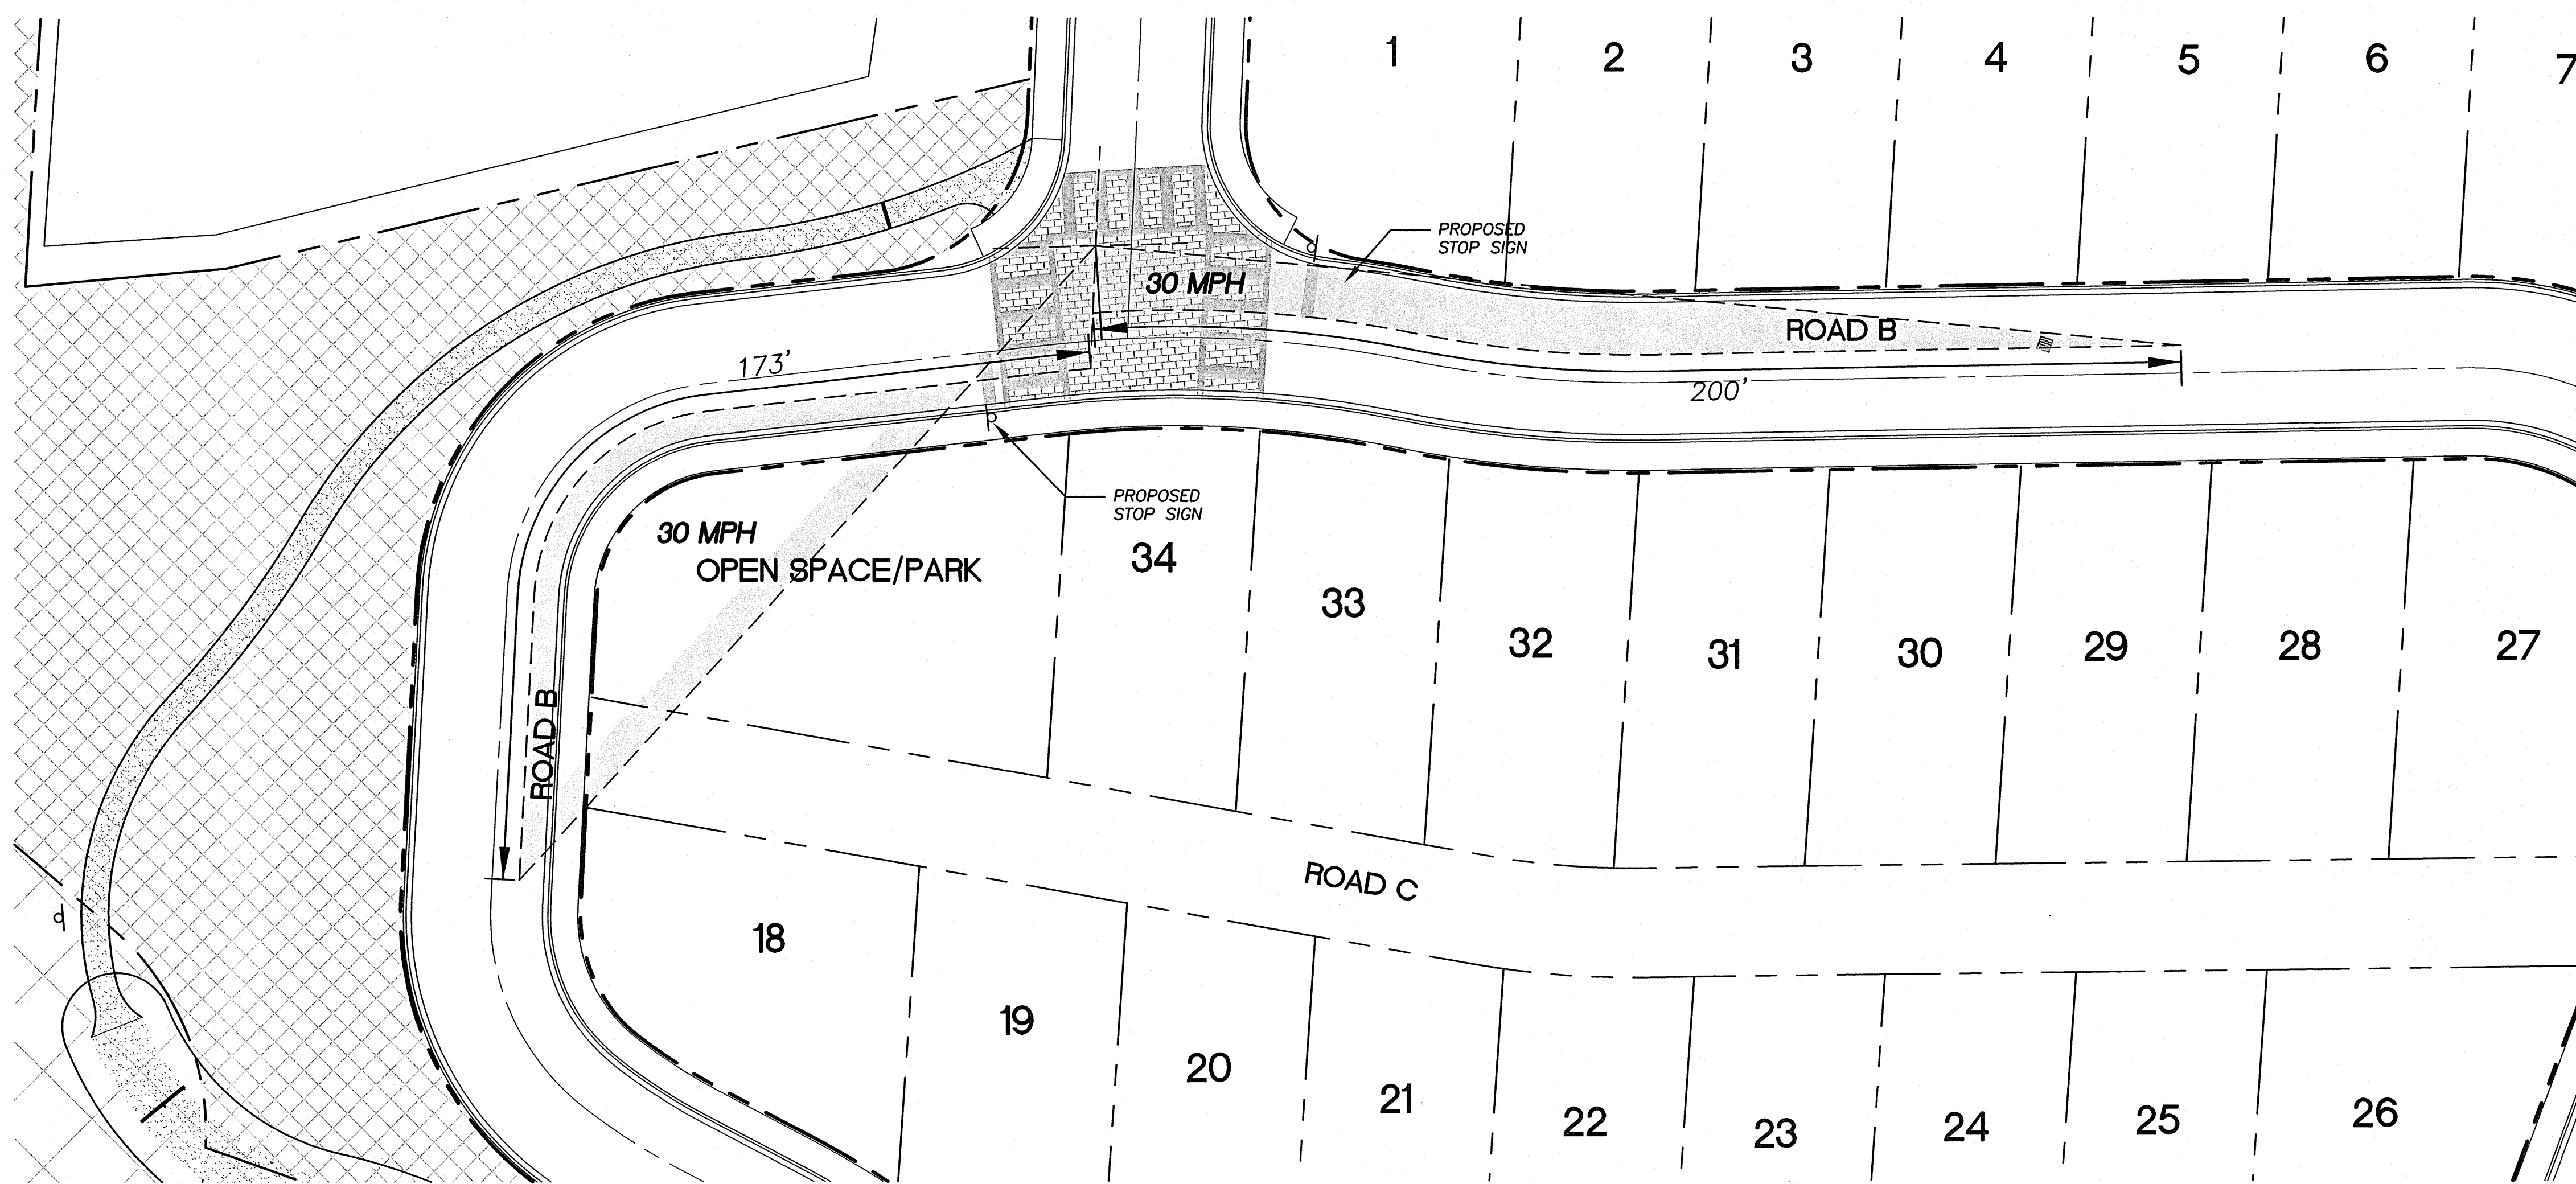 1
2
3
4
5
6
7
PROPOSED
STOP SIGN
30 MPH
ROAD B
173'
200'
PROPOSED
STOP SIGN
30 MPH
OPEN SPACE/PARK
34
33
32
31
30
29
28
27
ROAD B
ROAD C
18
19
20
21
22
23
24
25
26